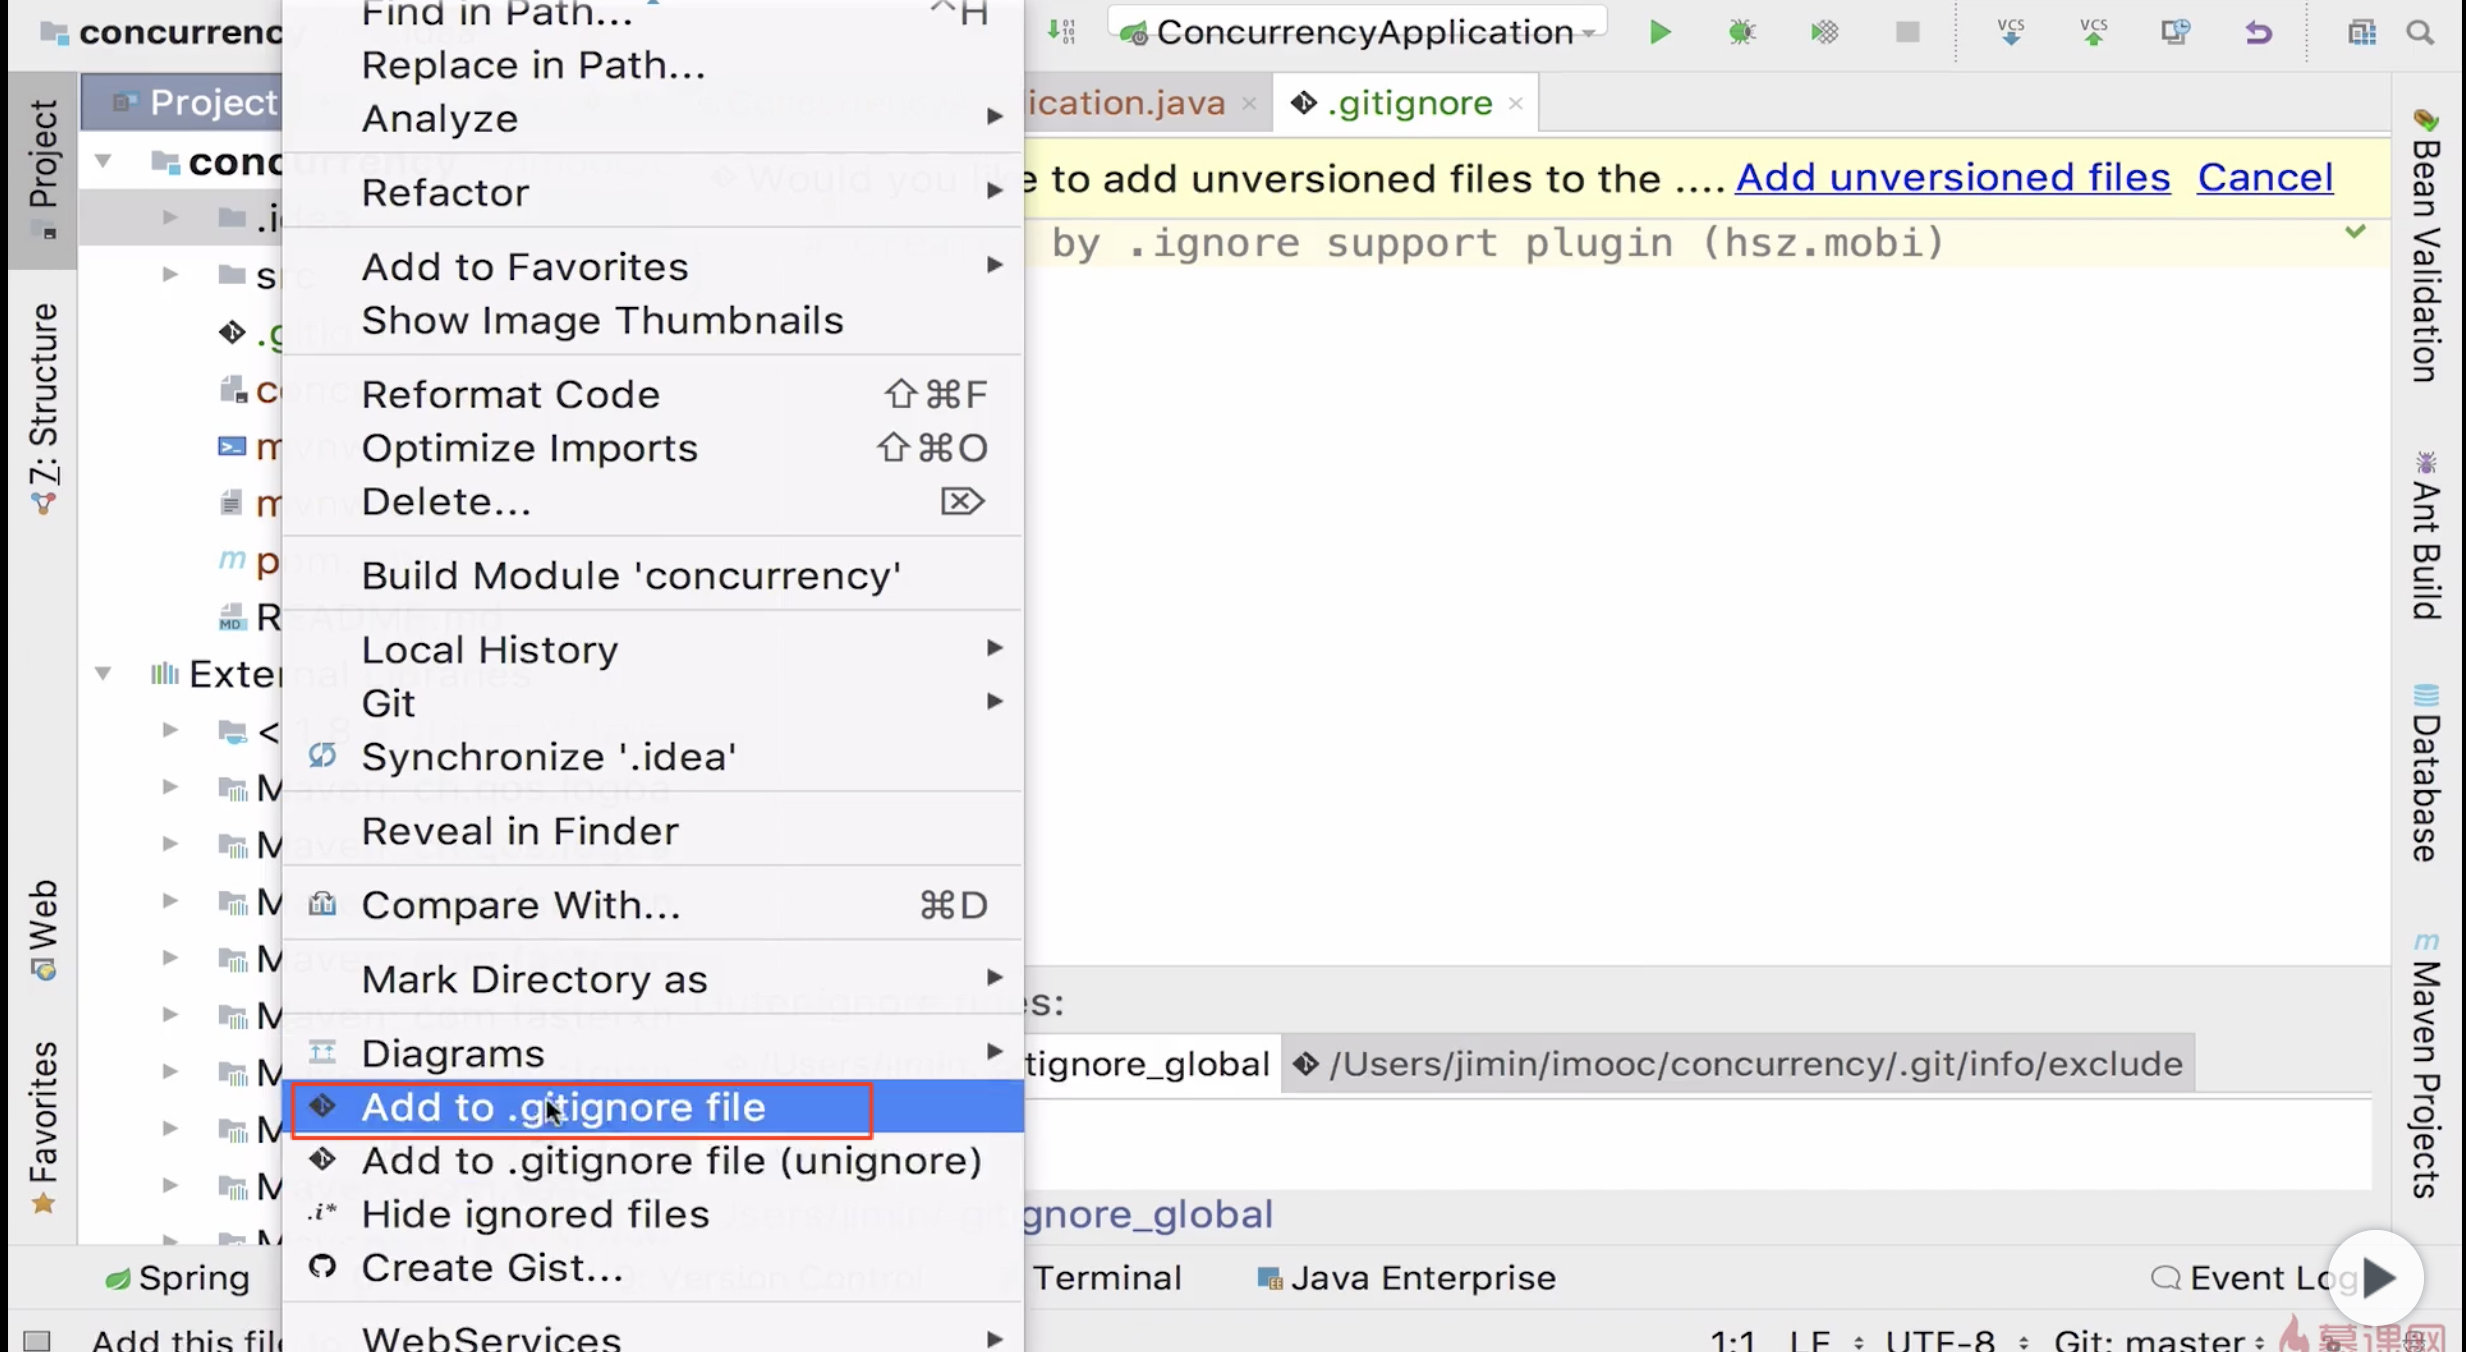 concurrenc
ConcurrencyApplication
Project
ication.java
.gitignore
Find in Path... ^H
Replace in Path...
Analyze
Refactor
Add to Favorites
Show Image Thumbnails
Reformat Code ⇧⌘F
Optimize Imports ⇧⌘O
Delete... ⌦
Build Module 'concurrency'
Local History
Git
Synchronize '.idea'
Reveal in Finder
Compare With... ⌘D
Mark Directory as
Diagrams
Add to .gitignore file
Add to .gitignore file (unignore)
Hide ignored files
Create Gist...
WebServices
Project
Z: Structure
Web
Favorites
e to add unversioned files to the .... Add unversioned files Cancel
by .ignore support plugin (hsz.mobi)
s:
tignore_global
/Users/jimin/imooc/concurrency/.git/info/exclude
gnore_global
Bean Validation
Ant Build
Database
Maven Projects
Spring
Terminal
Java Enterprise
Event Log
Add this fil
1:1 LF UTF-8 Git: master
慕课网